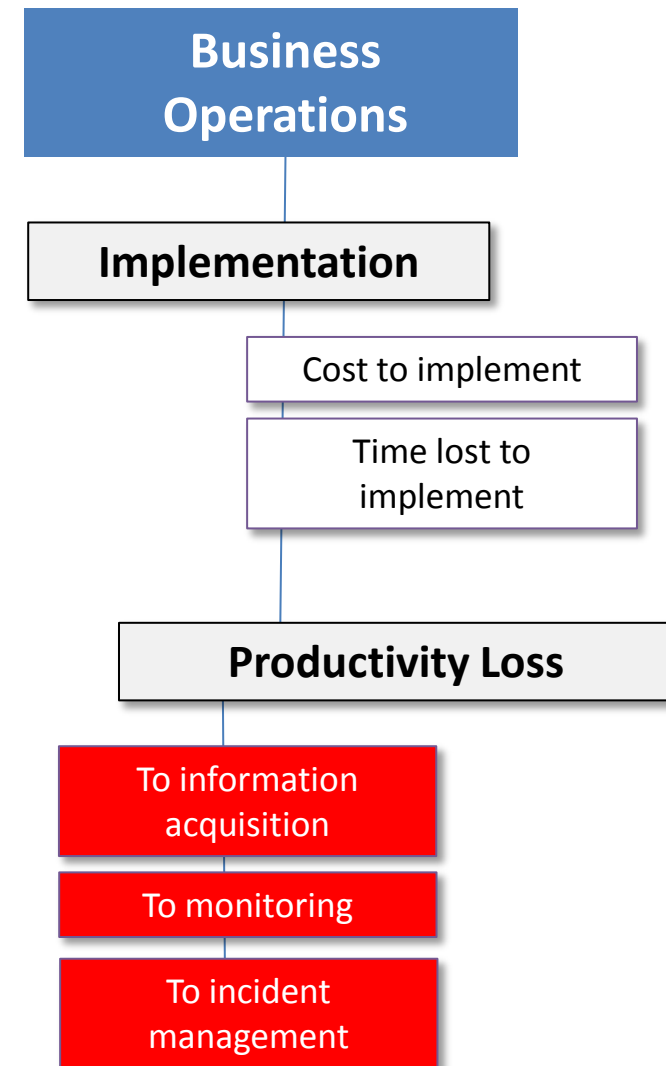 Business
Operations
Implementation
Cost to implement
Time lost to
implement
Productivity Loss
To information
acquisition
To monitoring
To incident
management